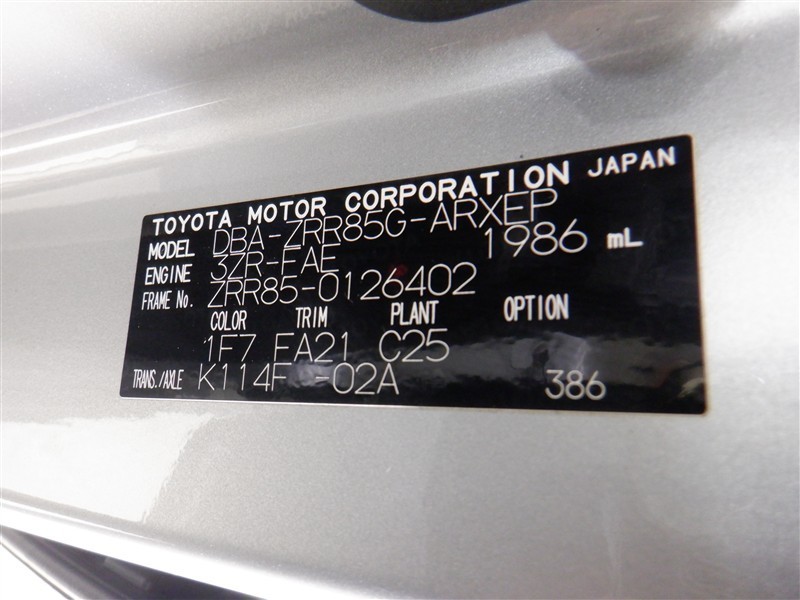 TOYOTA MOTOR CORPORATION JAPAN
MODEL DBA-ZRR85G-ARXEP
ENGINE 3ZR-FAE 1986 mL
FRAME No. ZRR85-0126402
COLOR TRIM PLANT OPTION
1F7 FA21 C25
TRANS./AXLE K114F -02A 386